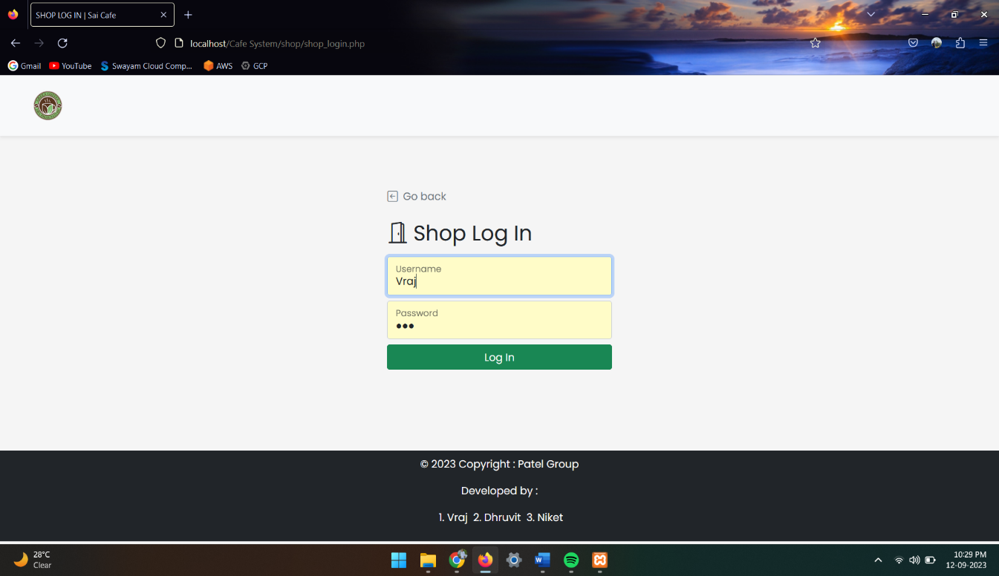 SHOP LOG IN | Sai Cafe
localhost/Cafe System/shop/shop_login.php
Gmail YouTube Swayam Cloud Comp... AWS GCP
Go back
Shop Log In
Username
Vraj
Password
Log In
© 2023 Copyright : Patel Group
Developed by :
1. Vraj 2. Dhruvit 3. Niket
28°C
Clear
10:29 PM
12-09-2023